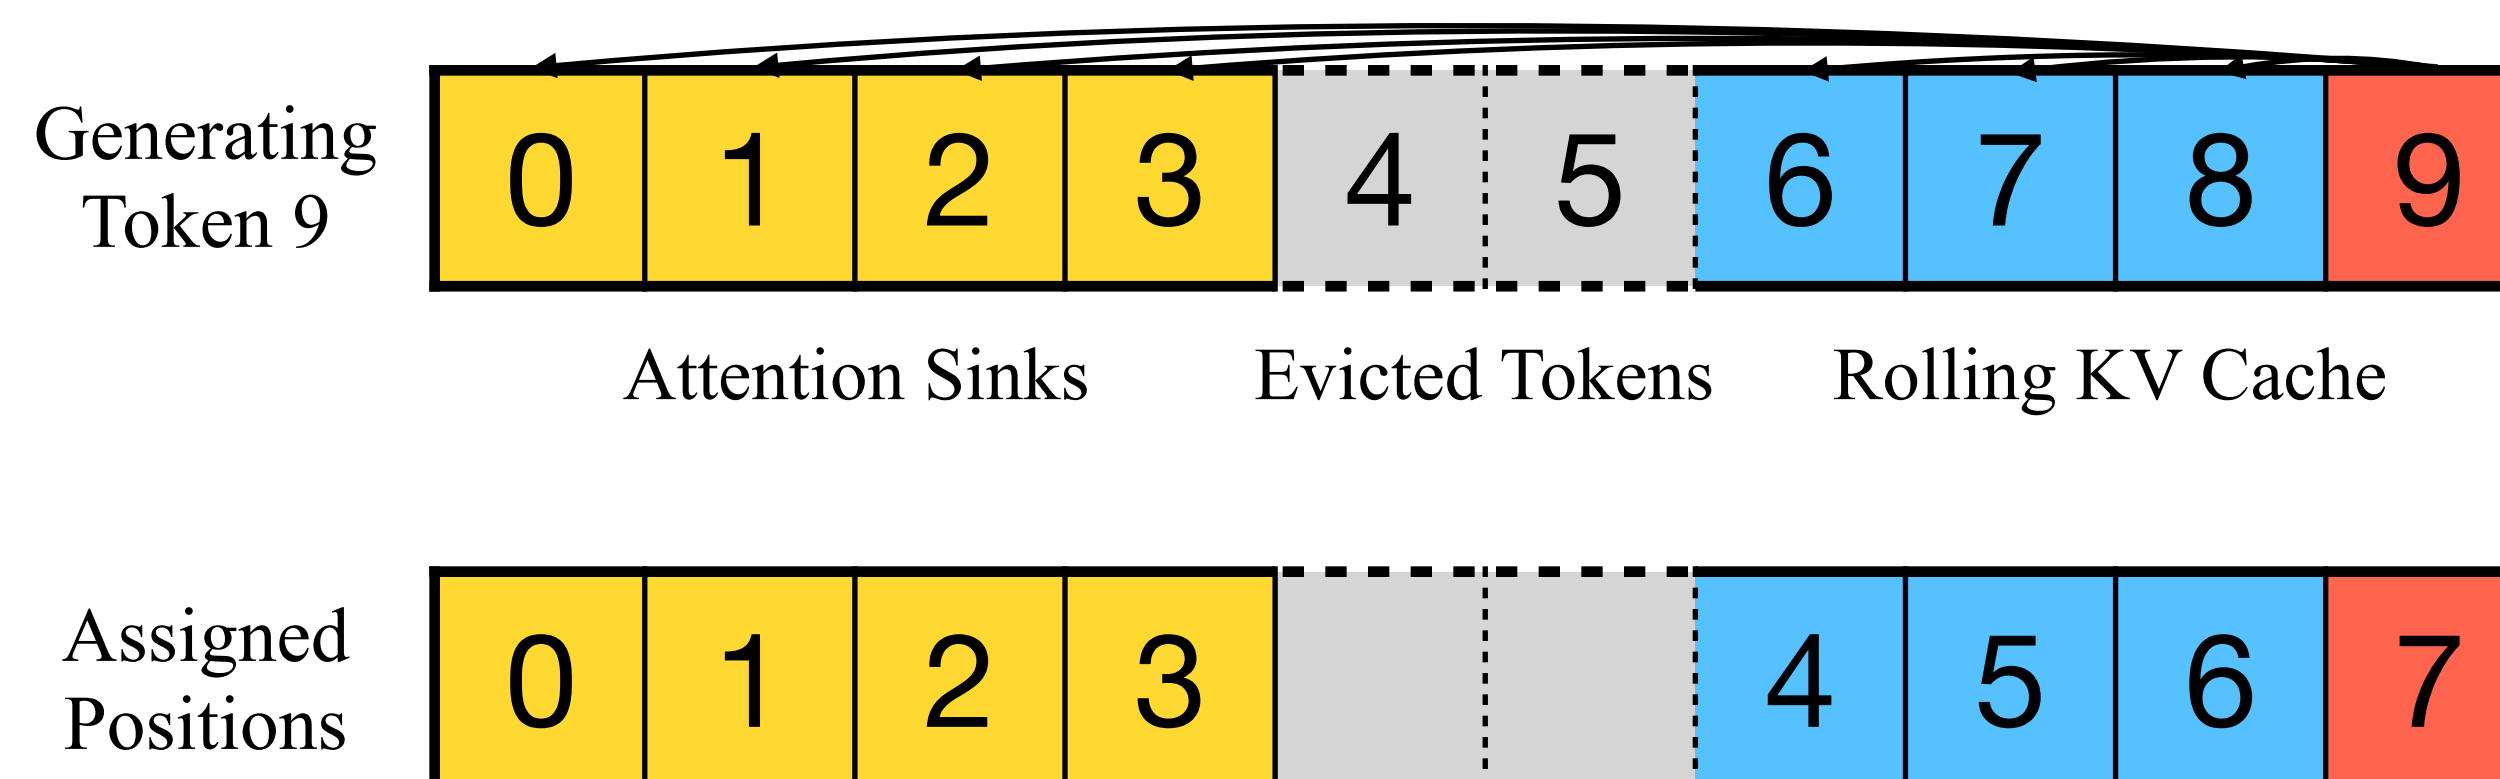 Generating
Token 9
0 1 2 3 4 5 6 7 8 9
Attention Sinks Evicted Tokens Rolling KV Cache
Assigned
Positions
0 1 2 3 4 5 6 7